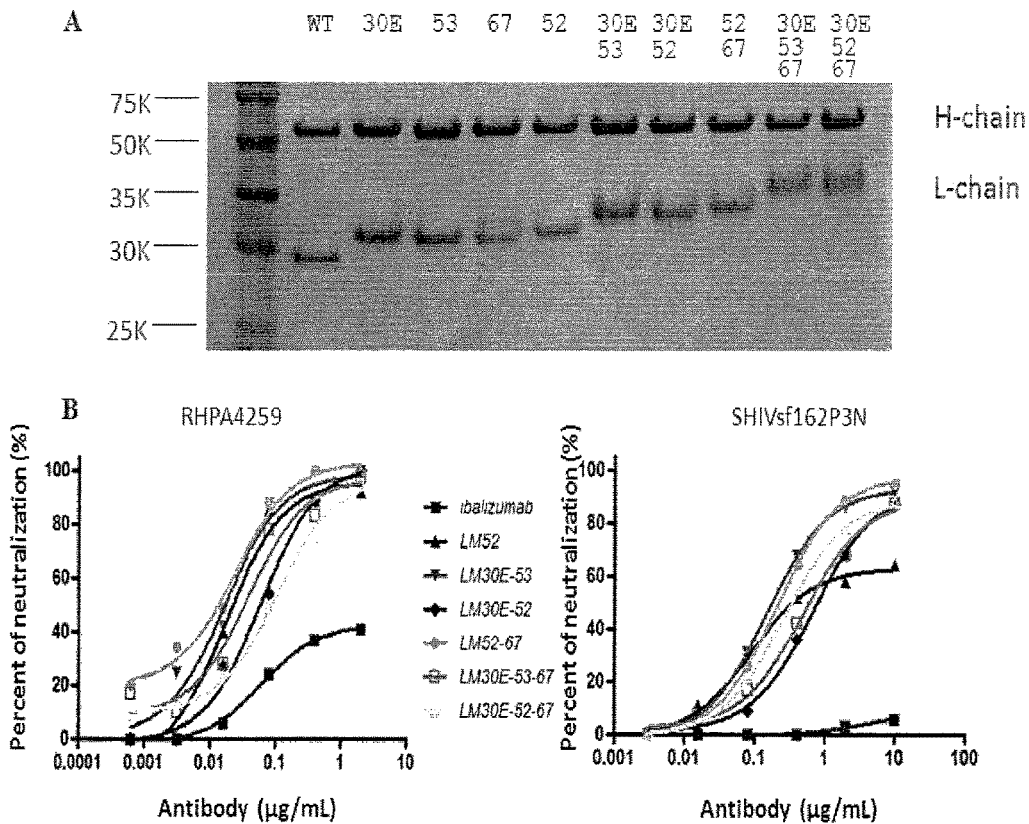 A
WT 30E 53 67 52 30E 30E 52 30E 30E
53 52 67 53 52
67 67
75K
50K
35K
30K
25K
H-chain
L-chain
B
RHPA4259
Percent of neutralization (%)
100
80
60
40
20
0
0.0001 0.01 1 10
Antibody (µg/mL)
ibalizumab
LM52
LM30E-53
LM30E-52
LM52-67
LM30E-53-67
LM30E-52-67
SHIVsf162P3N
Percent of neutralization (%)
100
80
60
40
20
0
0.001 0.01 0.1 1 10 100
Antibody (µg/mL)